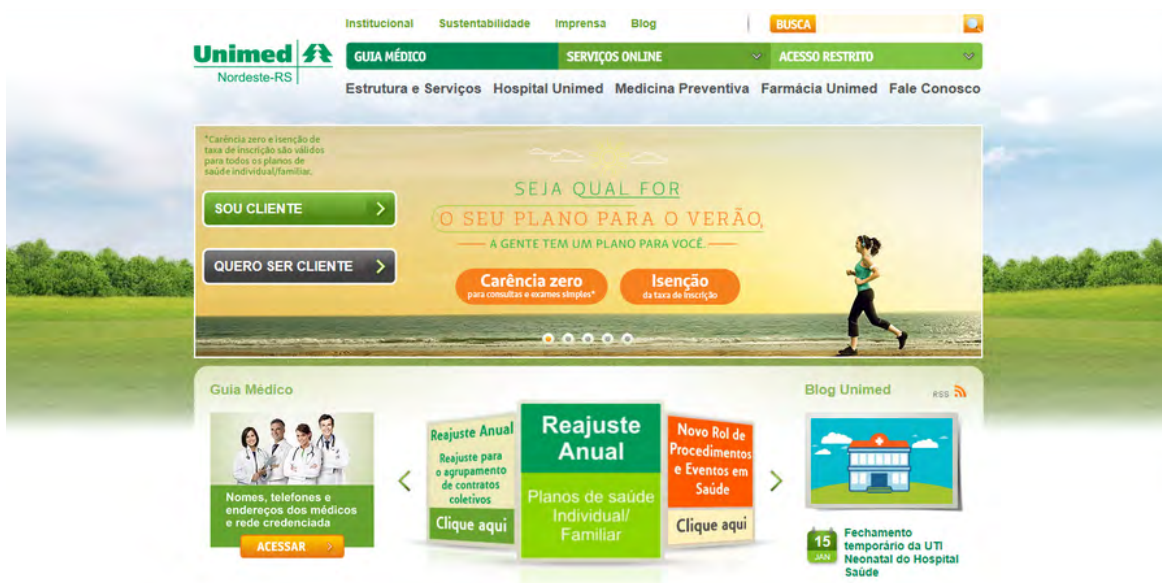 Institucional Sustentabilidade Imprensa Blog
BUSCA
Unimed
Nordeste-RS
GUIA MÉDICO SERVIÇOS ONLINE ACESSO RESTRITO
Estrutura e Serviços Hospital Unimed Medicina Preventiva Farmácia Unimed Fale Conosco
*Carência zero e isenção de
taxa de inscrição são válidos
para todos os planos de
saúde individual/familiar.
SOU CLIENTE
QUERO SER CLIENTE
SEJA QUAL FOR
O SEU PLANO PARA O VERÃO,
A GENTE TEM UM PLANO PARA VOCÊ.
Carência zero
para consultas e exames simples*
Isenção
da taxa de inscrição
Guia Médico
Nomes, telefones e
endereços dos médicos
e rede credenciada
ACESSAR
Reajuste Anual
Reajuste para
o agrupamento
de contratos
coletivos
Clique aqui
Reajuste
Anual
Planos de saúde
Individual/
Familiar
Novo Rol de
Procedimentos
e Eventos em
Saúde
Clique aqui
Blog Unimed
RSS
15
JAN
Fechamento
temporário da UTI
Neonatal do Hospital
Saúde